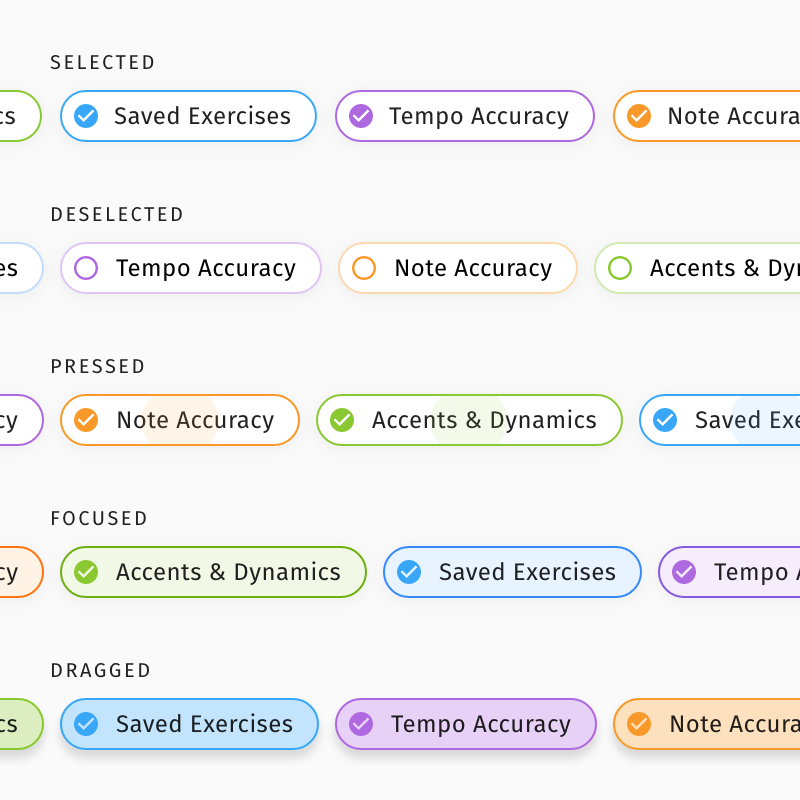 SELECTED
cs Saved Exercises Tempo Accuracy Note Accura
DESELECTED
es Tempo Accuracy Note Accuracy Accents & Dyn
PRESSED
cy Note Accuracy Accents & Dynamics Saved Exe
FOCUSED
cy Accents & Dynamics Saved Exercises Tempo A
DRAGGED
cs Saved Exercises Tempo Accuracy Note Accura